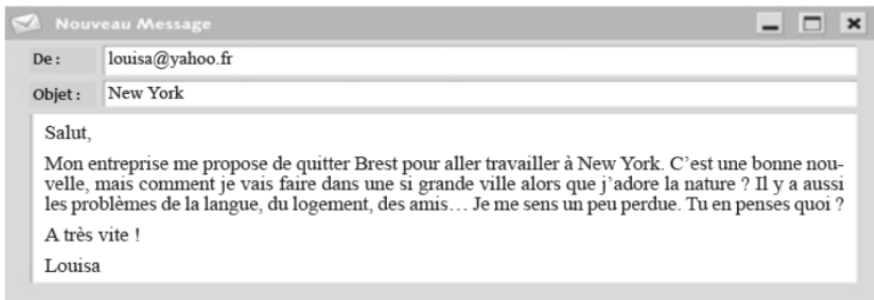 Nouveau Message
De : louisa@yahoo.fr
Objet : New York
Salut,
Mon entreprise me propose de quitter Brest pour aller travailler à New York. C’est une bonne nou-
velle, mais comment je vais faire dans une si grande ville alors que j’adore la nature ? Il y a aussi
les problèmes de la langue, du logement, des amis… Je me sens un peu perdue. Tu en penses quoi ?
A très vite !
Louisa